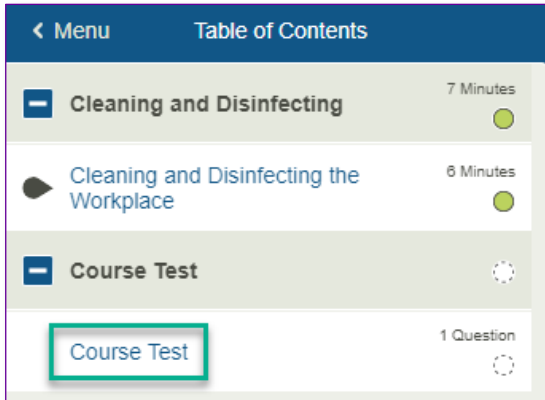 Menu Table of Contents
Cleaning and Disinfecting 7 Minutes
Cleaning and Disinfecting the 6 Minutes
Workplace
Course Test
Course Test 1 Question